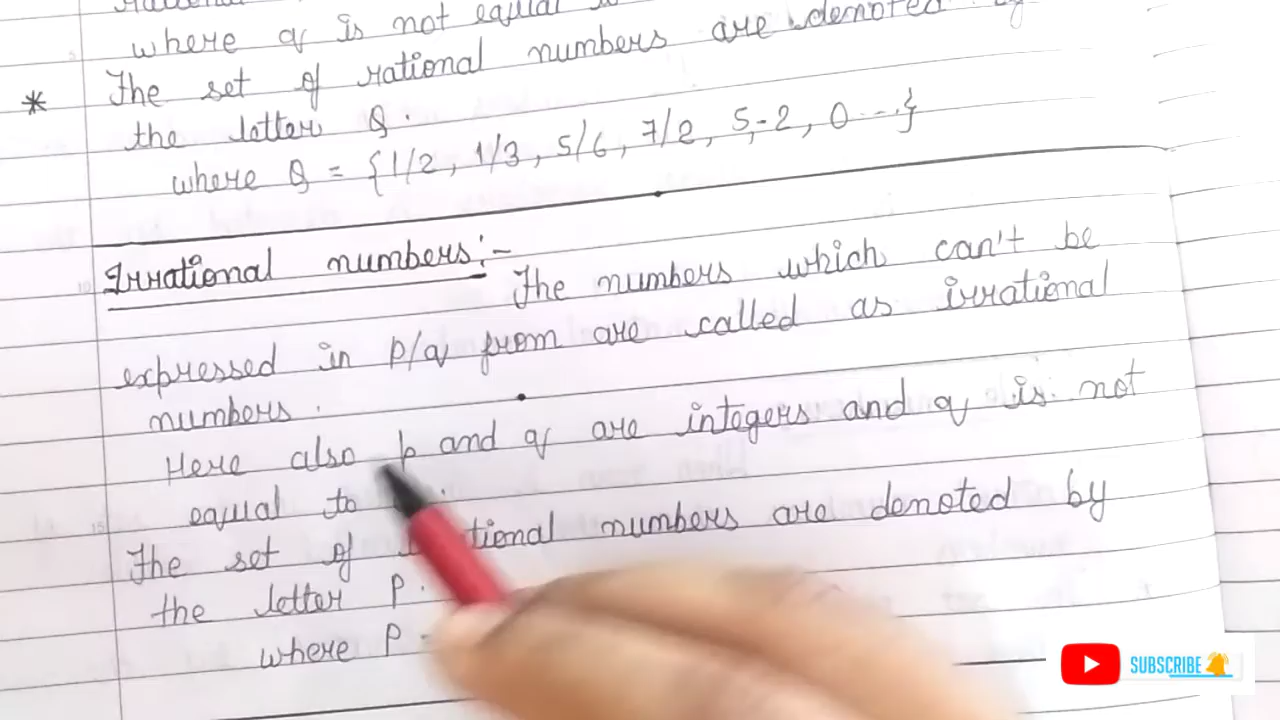 where q is not equal
* The set of rational numbers are denoted by
the letter Q.
where Q = {1/2, 1/3, 5/6, 7/2, 5,-2, 0 --.}
Irrational numbers:- The numbers which can't be
expressed in p/q from are called as irrational
numbers.
Here also p and q are integers and q is not
equal to
The set of numbers are denoted by
the letter P.
where P
SUBSCRIBE